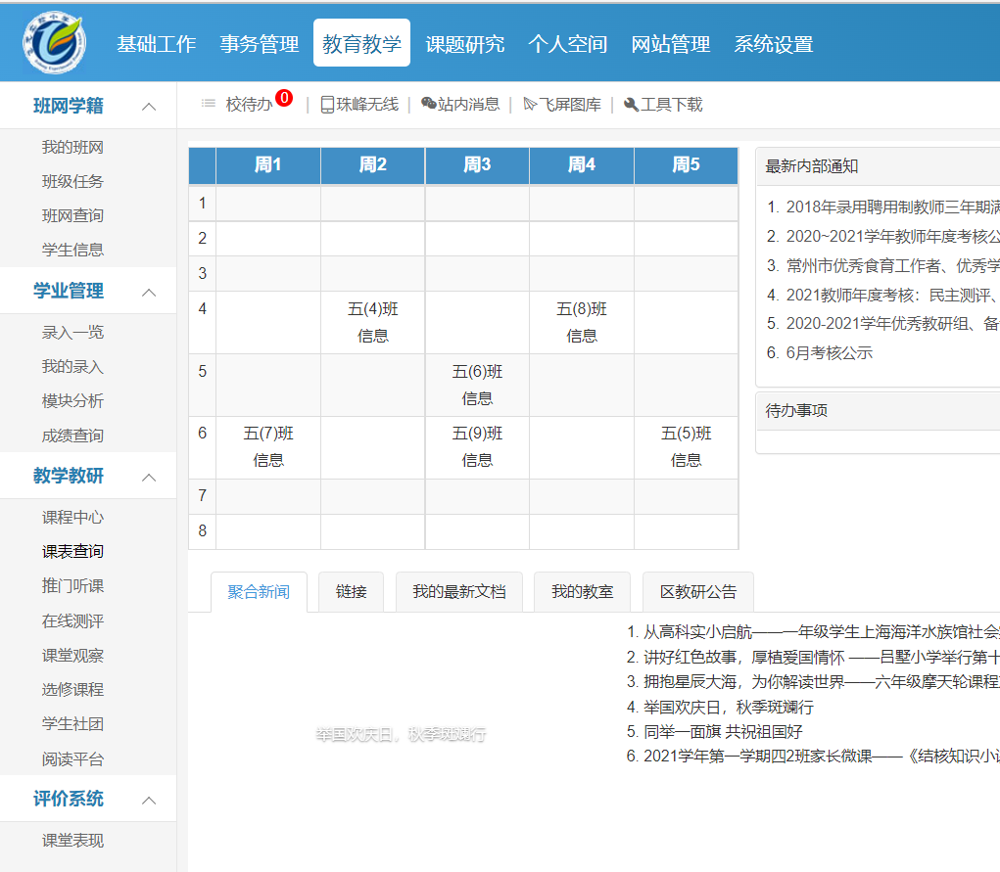 基础工作 事务管理 教育教学 课题研究 个人空间 网站管理 系统设置
班网学籍
我的班网
班级任务
班网查询
学生信息
学业管理
录入一览
我的录入
模块分析
成绩查询
教学教研
课程中心
课表查询
推门听课
在线测评
课堂观察
选修课程
学生社团
阅读平台
评价系统
课堂表现
校待办 0 | 珠峰无线 | 站内消息 | 飞屏图库 | 工具下载
周1 周2 周3 周4 周5
1
2
3
4 五(4)班 五(8)班
信息 信息
5 五(6)班
信息
6 五(7)班 五(9)班 五(5)班
信息 信息 信息
7
8
最新内部通知
1. 2018年录用聘用制教师三年期满
2. 2020~2021学年教师年度考核公
3. 常州市优秀食育工作者、优秀学
4. 2021教师年度考核：民主测评、
5. 2020-2021学年优秀教研组、备
6. 6月考核公示
待办事项
聚合新闻 链接 我的最新文档 我的教室 区教研公告
举国欢庆日，秋季斑斓行
1. 从高科实小启航——一年级学生上海海洋水族馆社会
2. 讲好红色故事，厚植爱国情怀 ——吕墅小学举行第十
3. 拥抱星辰大海，为你解读世界——六年级摩天轮课程
4. 举国欢庆日，秋季斑斓行
5. 同举一面旗 共祝祖国好
6. 2021学年第一学期四2班家长微课——《结核知识小